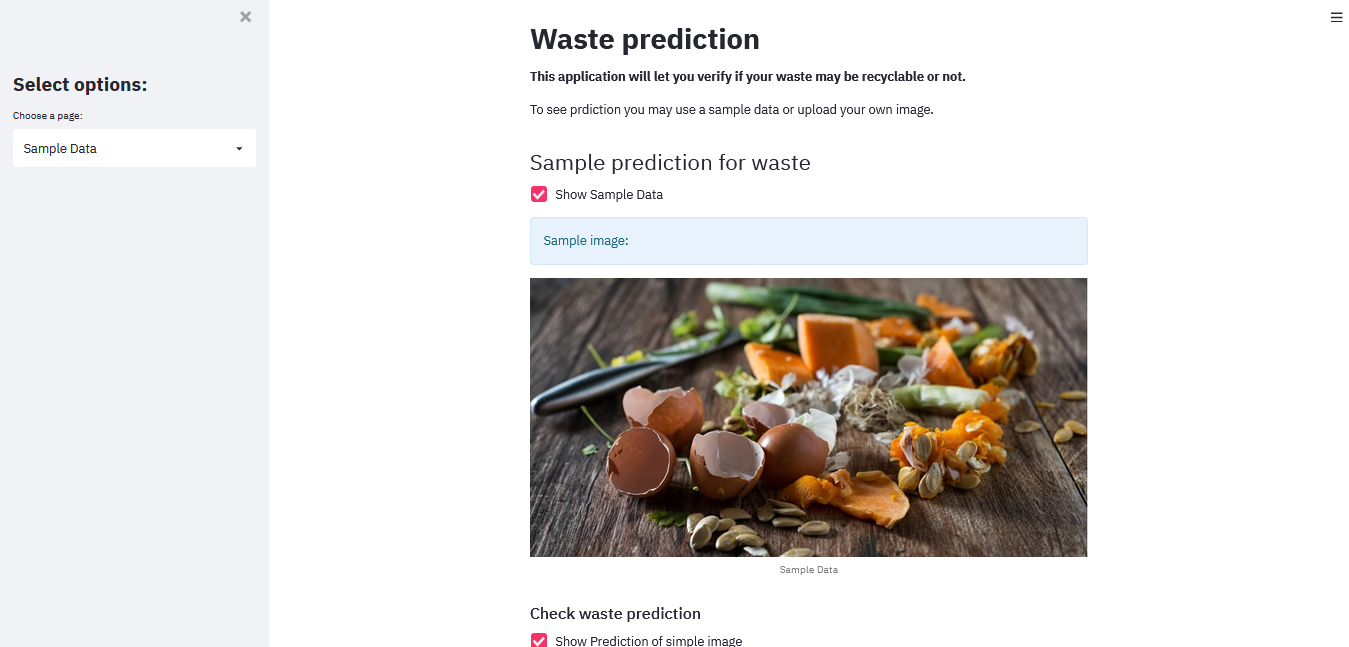 Select options:
Choose a page:
Sample Data
Waste prediction
This application will let you verify if your waste may be recyclable or not.
To see prdiction you may use a sample data or upload your own image.
Sample prediction for waste
Show Sample Data
Sample image:
Sample Data
Check waste prediction
Show Prediction of simple image